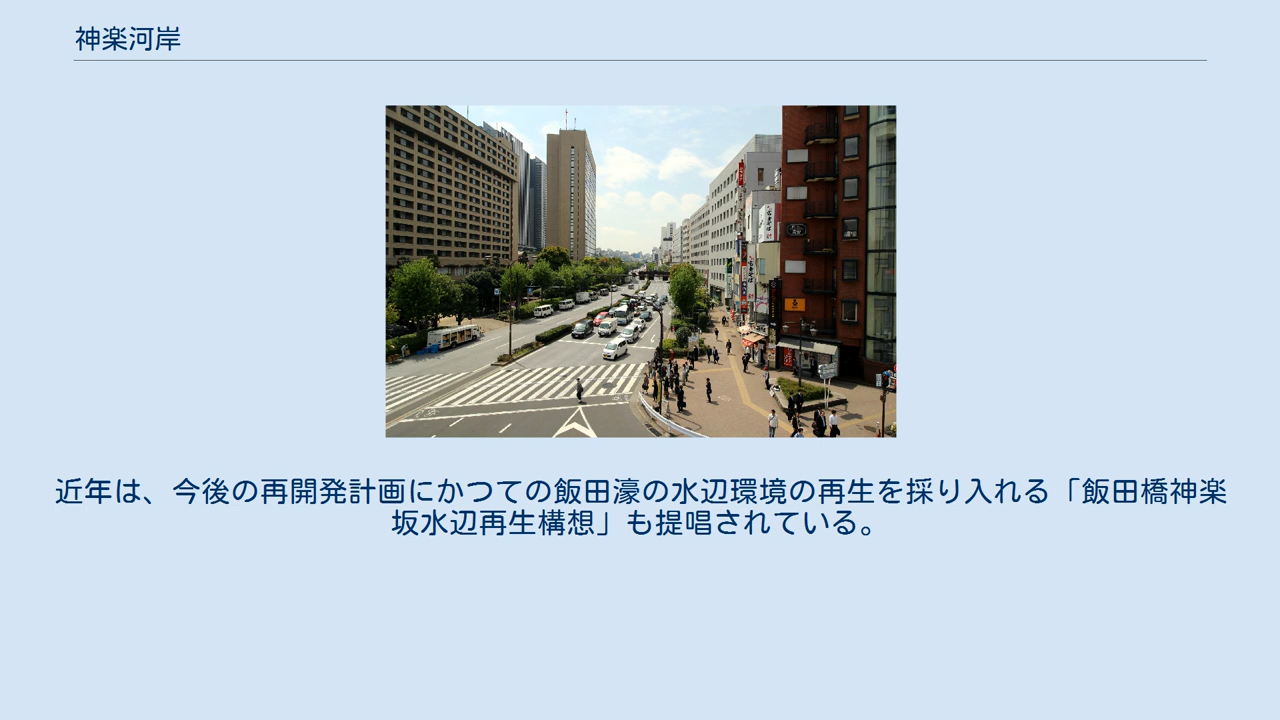 神楽河岸
近年は、今後の再開発計画にかつての飯田濠の水辺環境の再生を採り入れる「飯田橋神楽
坂水辺再生構想」も提唱されている。